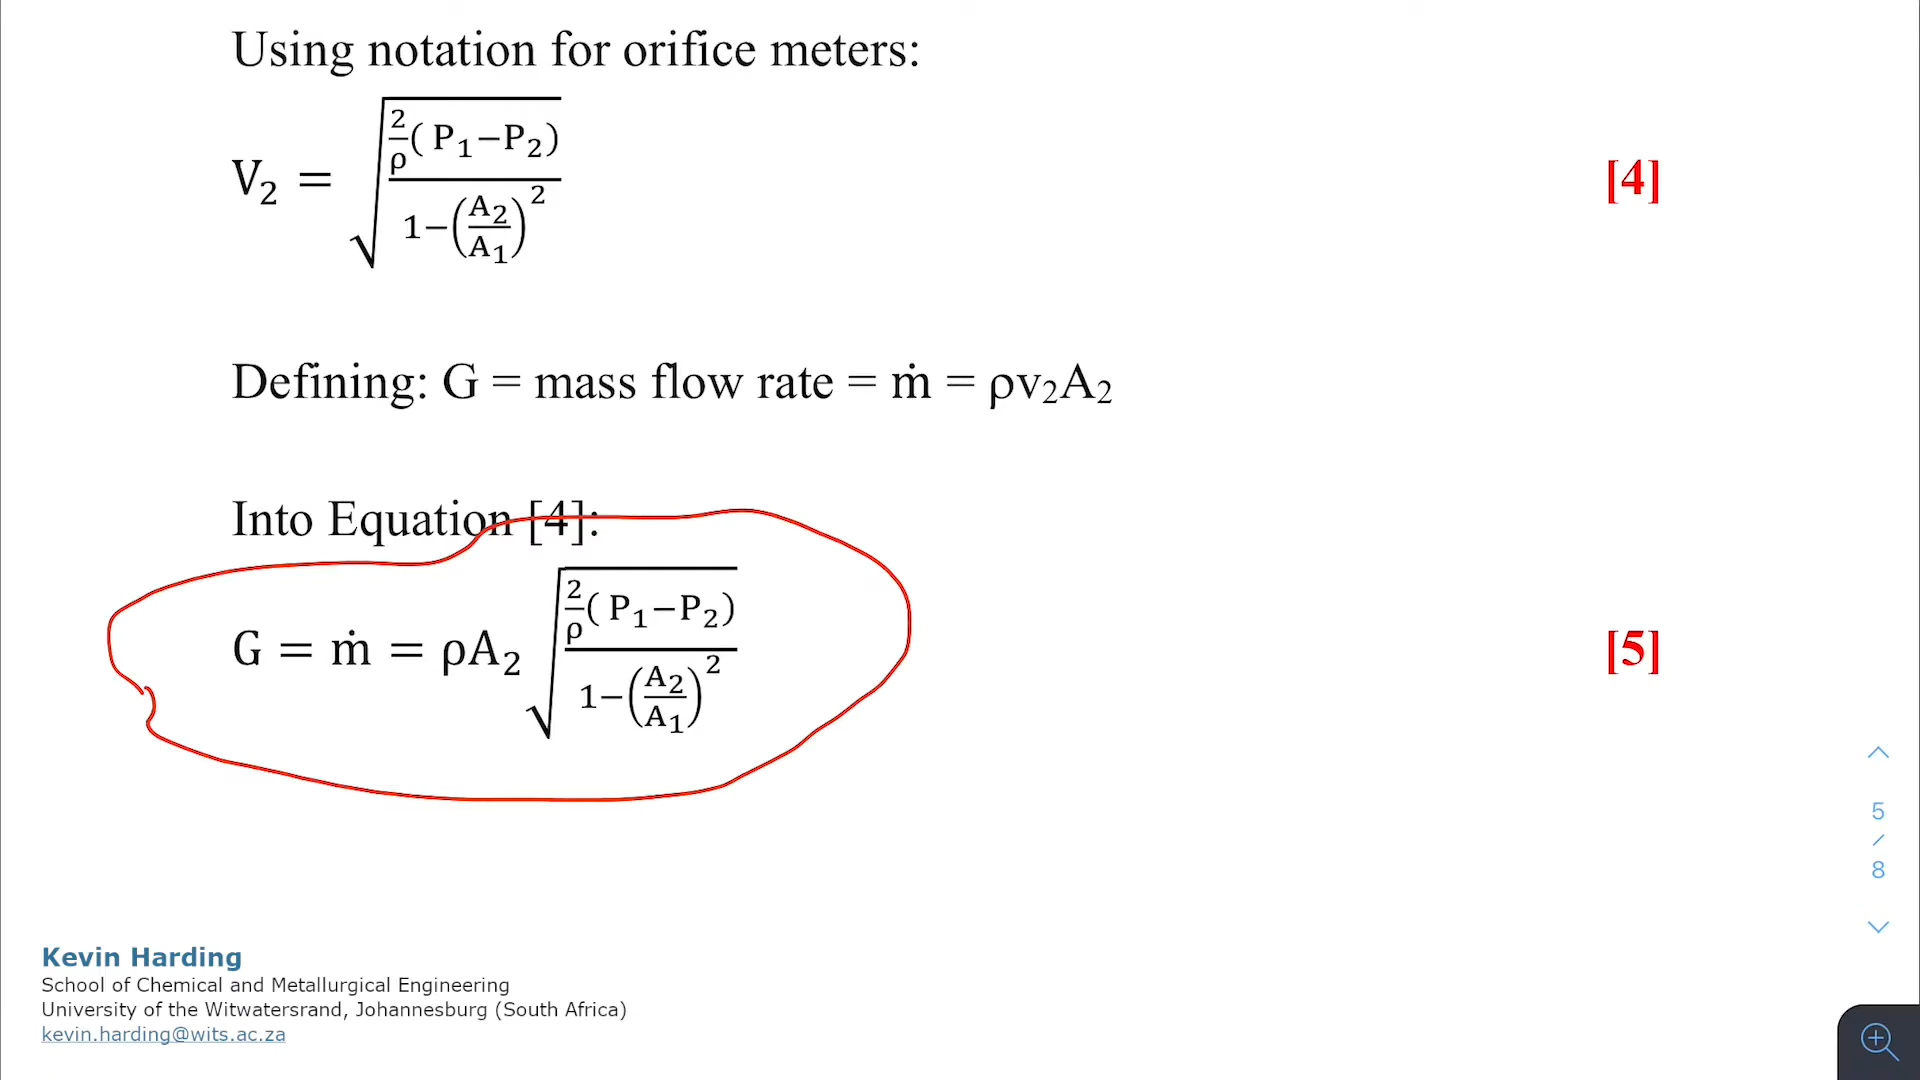 Using notation for orifice meters:
V₂ = √((2/ρ (P₁−P₂))/(1−(A₂/A₁)²)) [4]
Defining: G = mass flow rate = ṁ = ρv₂A₂
Into Equation [4]:
G = ṁ = ρA₂ √((2/ρ (P₁−P₂))/(1−(A₂/A₁)²)) [5]
5
/
8
Kevin Harding
School of Chemical and Metallurgical Engineering
University of the Witwatersrand, Johannesburg (South Africa)
kevin.harding@wits.ac.za